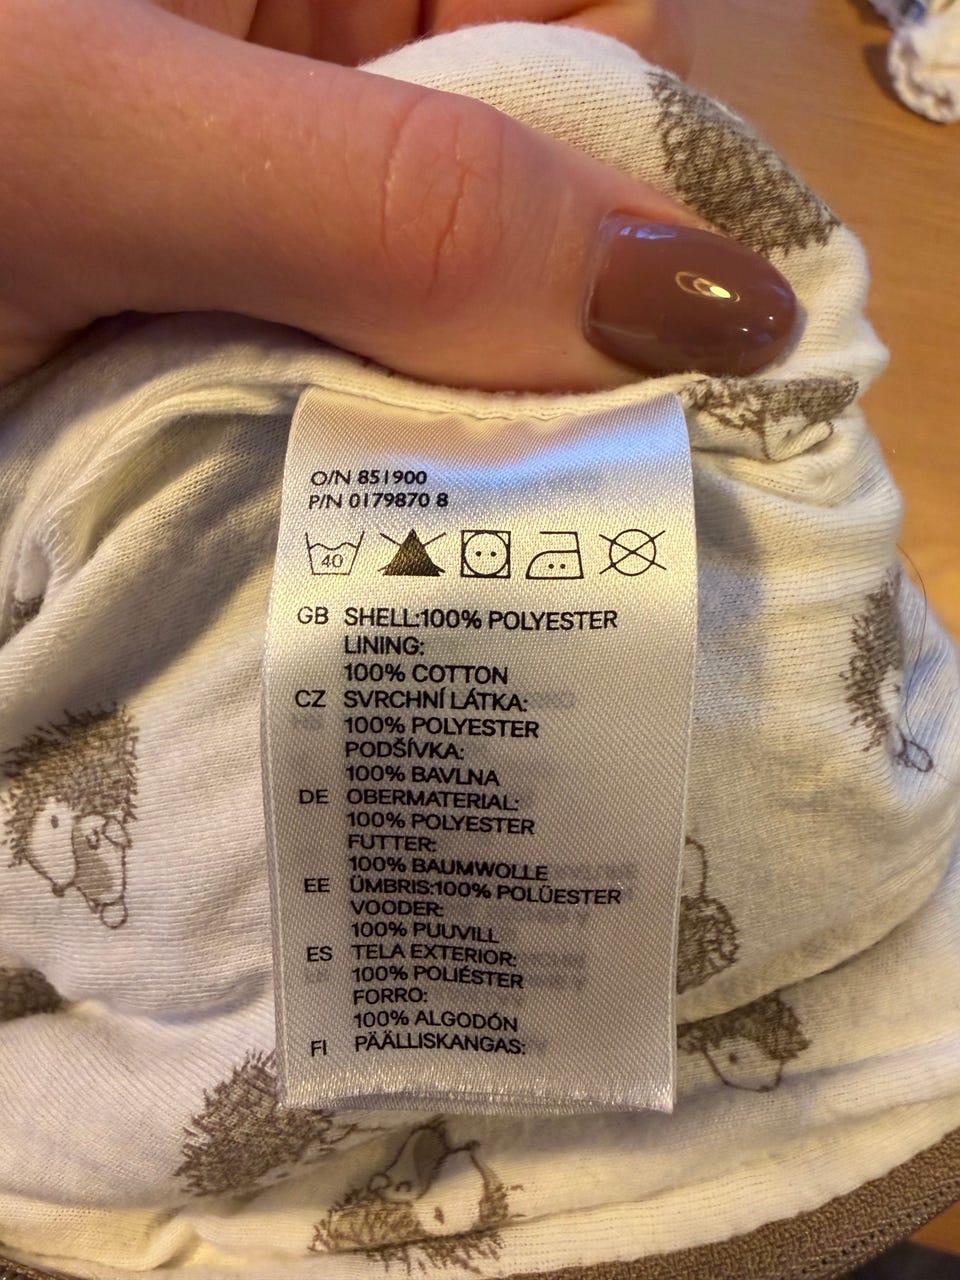 O/N 851900
P/N 0179870 8
40
GB SHELL:100% POLYESTER
LINING:
100% COTTON
CZ SVRCHNÍ LÁTKA:
100% POLYESTER
PODŠÍVKA:
100% BAVLNA
DE OBERMATERIAL:
100% POLYESTER
FUTTER:
100% BAUMWOLLE
EE ÜMBRIS:100% POLÜESTER
VOODER:
100% PUUVILL
ES TELA EXTERIOR:
100% POLIÉSTER
FORRO:
100% ALGODÓN
FI PÄÄLLISKANGAS: